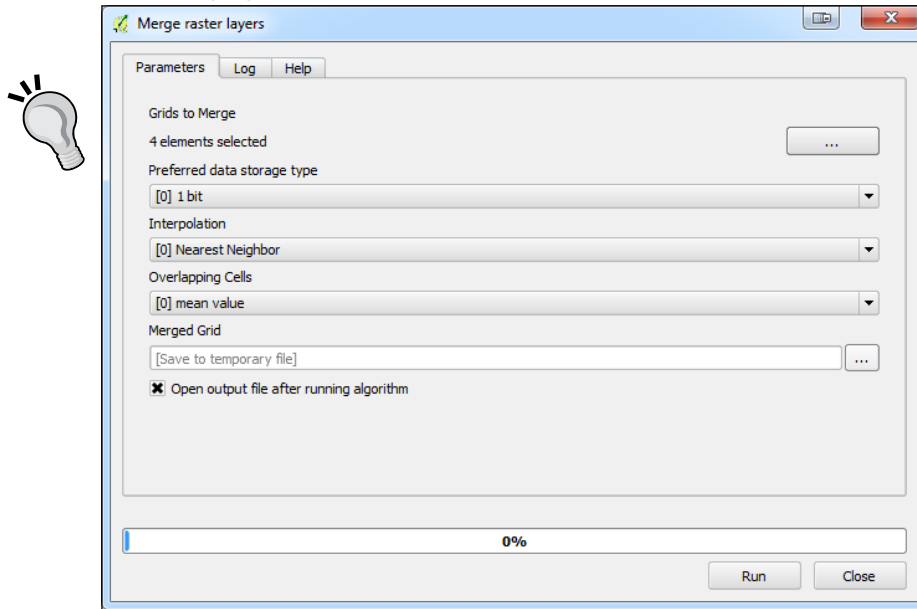 Merge raster layers
Parameters Log Help
Grids to Merge
4 elements selected
...
Preferred data storage type
[0] 1 bit
Interpolation
[0] Nearest Neighbor
Overlapping Cells
[0] mean value
Merged Grid
[Save to temporary file]
...
Open output file after running algorithm
0%
Run Close